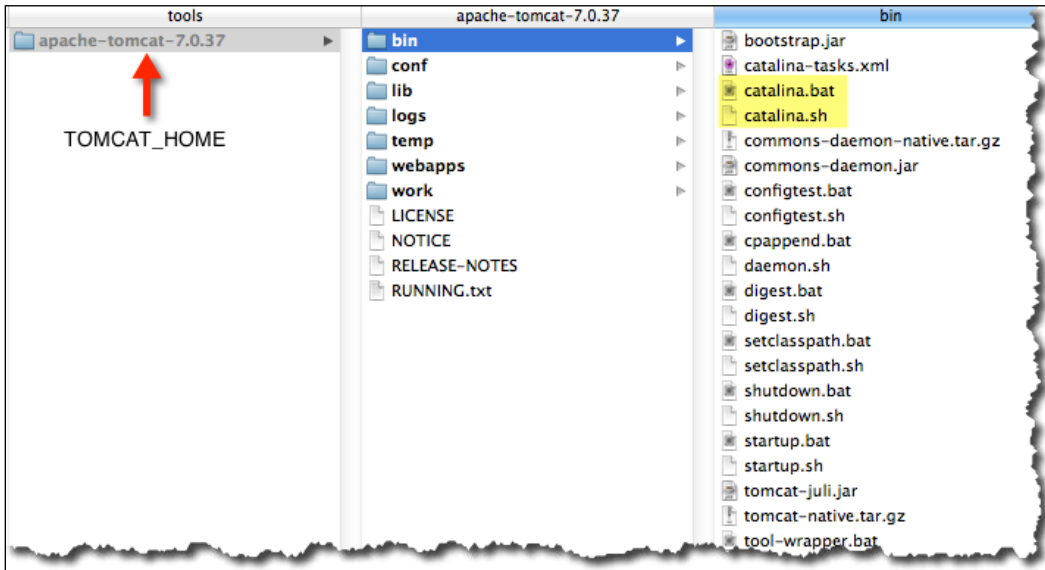 tools
apache-tomcat-7.0.37
TOMCAT_HOME
apache-tomcat-7.0.37
bin
conf
lib
logs
temp
webapps
work
LICENSE
NOTICE
RELEASE-NOTES
RUNNING.txt
bin
bootstrap.jar
catalina-tasks.xml
catalina.bat
catalina.sh
commons-daemon-native.tar.gz
commons-daemon.jar
configtest.bat
configtest.sh
cpappend.bat
daemon.sh
digest.bat
digest.sh
setclasspath.bat
setclasspath.sh
shutdown.bat
shutdown.sh
startup.bat
startup.sh
tomcat-juli.jar
tomcat-native.tar.gz
tool-wrapper.bat